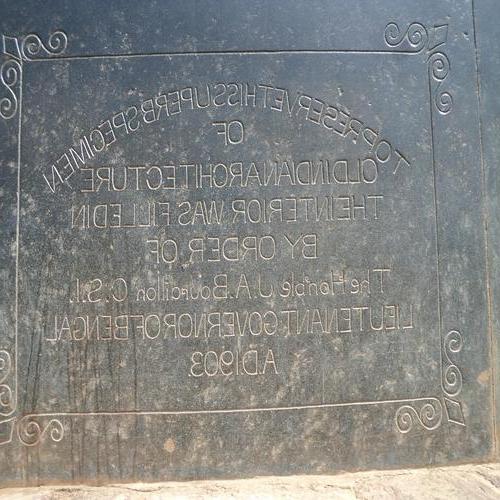 TO PRESERVE THIS SUPERB SPECIMEN
OF
OLD INDIAN ARCHITECTURE
THE INTERIOR WAS FILLED IN
BY ORDER OF
The Hon'ble J.A. Bourdillon C.S.I.
LIEUTENANT GOVERNOR OF BENGAL
A.D.1903.